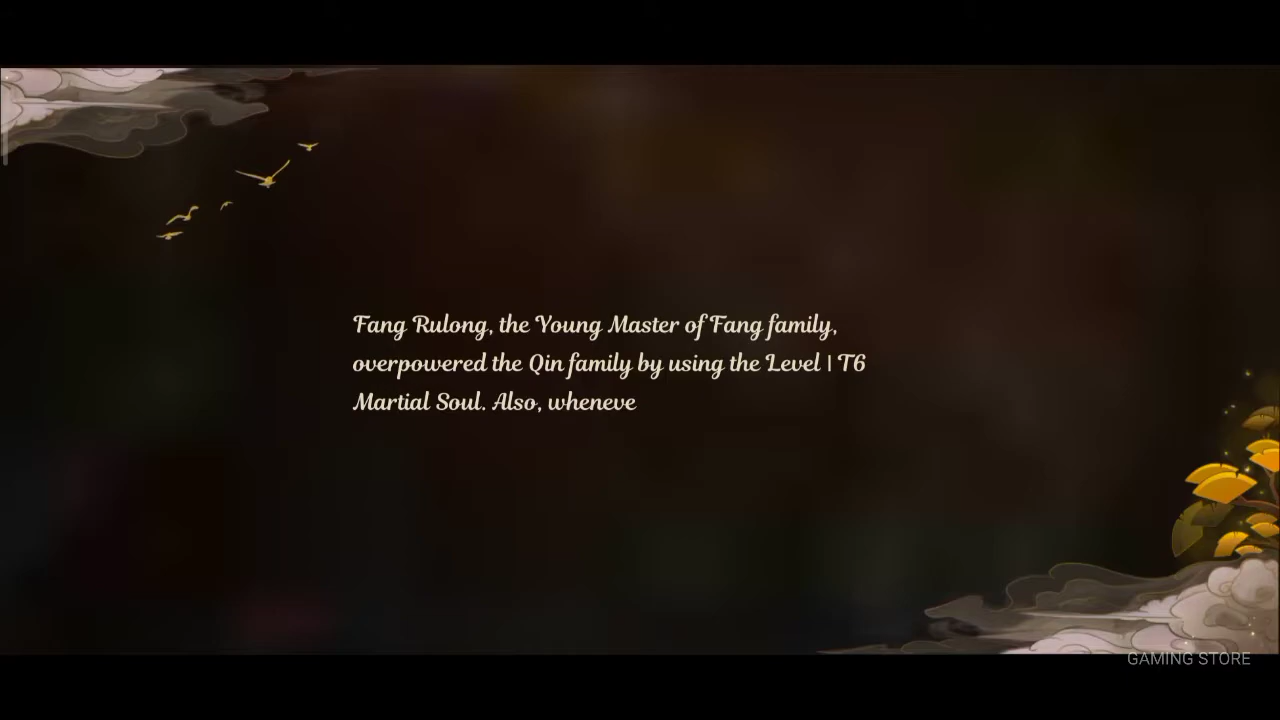 Fang Rulong, the Young Master of Fang family,
overpowered the Qin family by using the Level I T6
Martial Soul. Also, wheneve
GAMING STORE